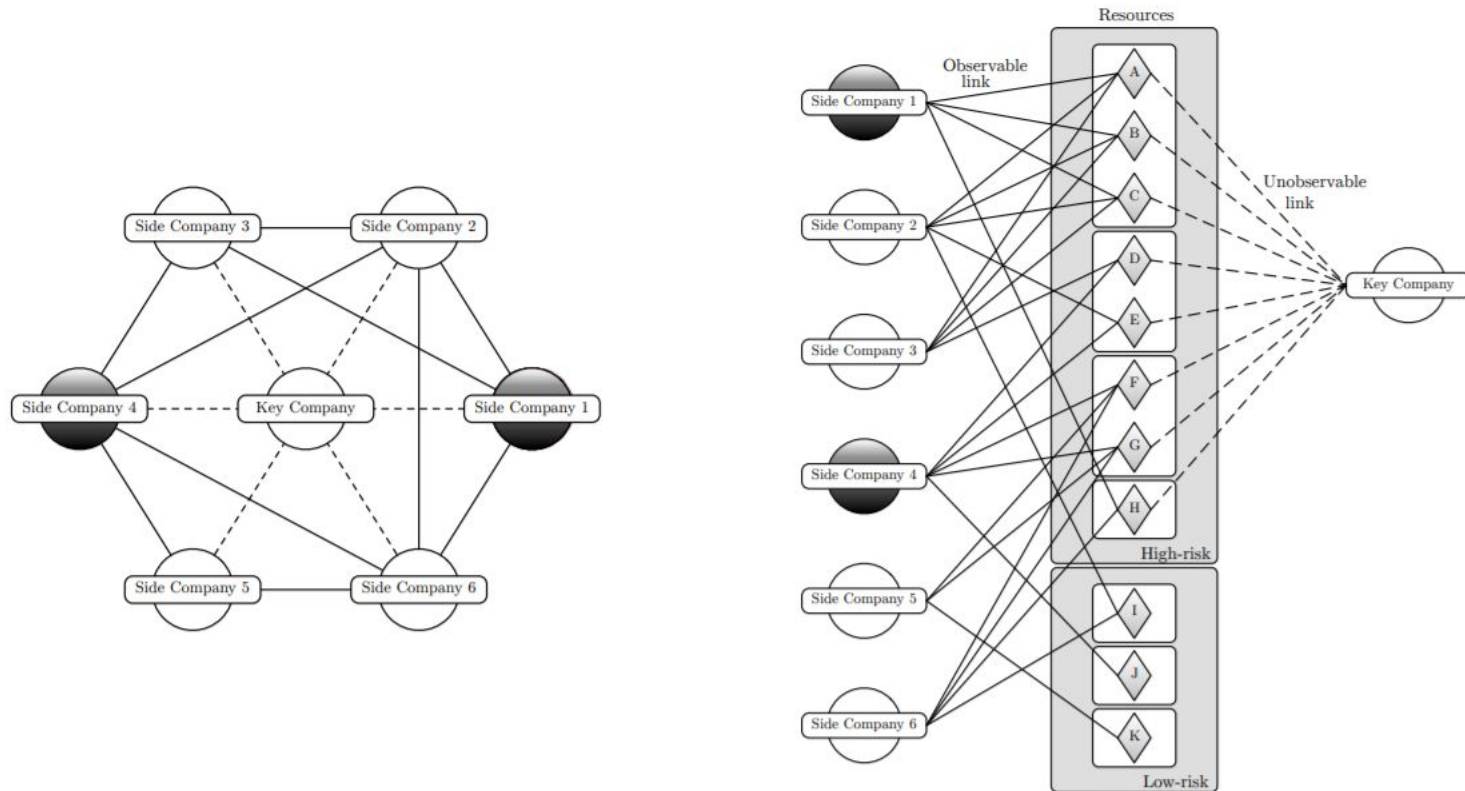 Side Company 3
Side Company 2
Side Company 4
Key Company
Side Company 1
Side Company 5
Side Company 6
Resources
Observable
link
Side Company 1
Side Company 2
Side Company 3
Side Company 4
Side Company 5
Side Company 6
A
B
C
D
E
F
G
H
High-risk
I
J
K
Low-risk
Unobservable
link
Key Company